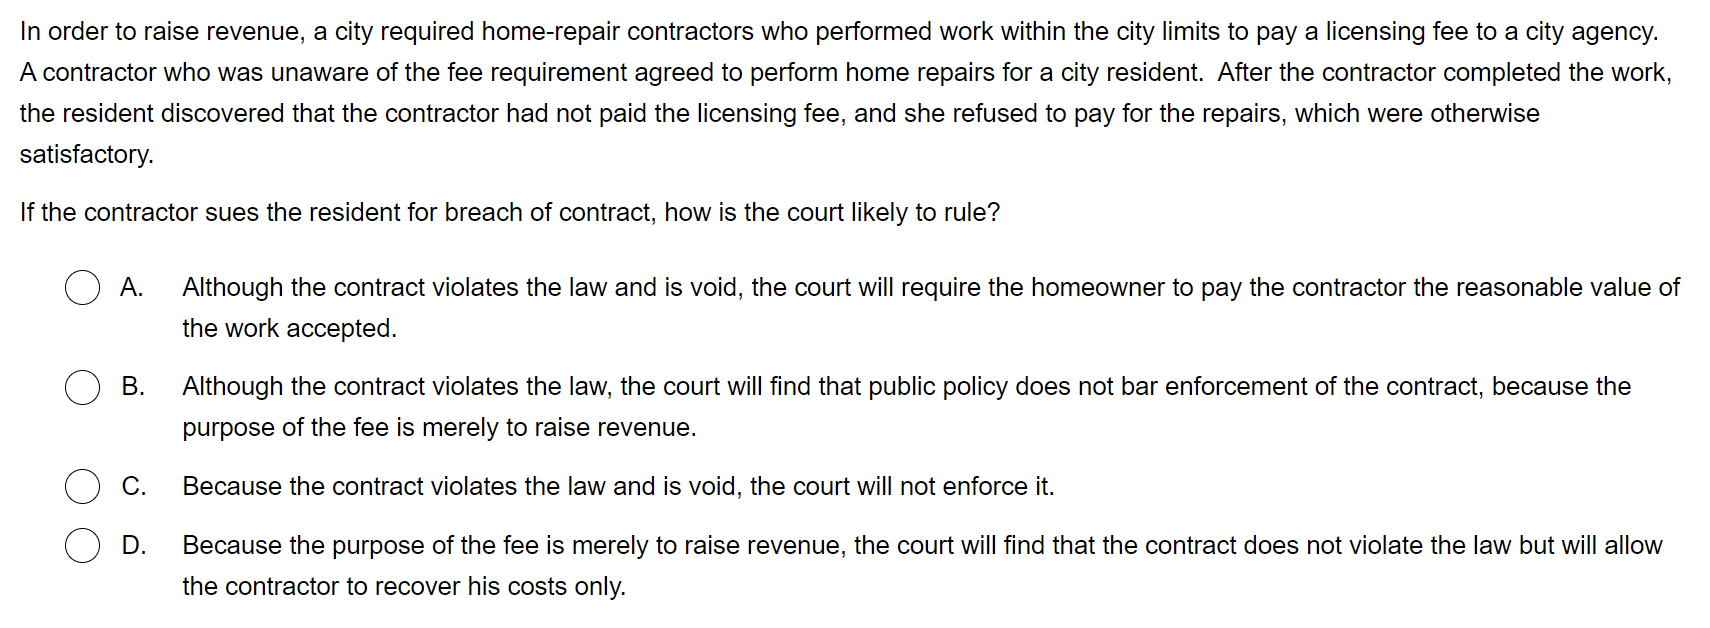 In order to raise revenue, a city required home-repair contractors who performed work within the city limits to pay a licensing fee to a city agency.
A contractor who was unaware of the fee requirement agreed to perform home repairs for a city resident.  After the contractor completed the work,
the resident discovered that the contractor had not paid the licensing fee, and she refused to pay for the repairs, which were otherwise
satisfactory.
If the contractor sues the resident for breach of contract, how is the court likely to rule?
A. Although the contract violates the law and is void, the court will require the homeowner to pay the contractor the reasonable value of
the work accepted.
B. Although the contract violates the law, the court will find that public policy does not bar enforcement of the contract, because the
purpose of the fee is merely to raise revenue.
C. Because the contract violates the law and is void, the court will not enforce it.
D. Because the purpose of the fee is merely to raise revenue, the court will find that the contract does not violate the law but will allow
the contractor to recover his costs only.